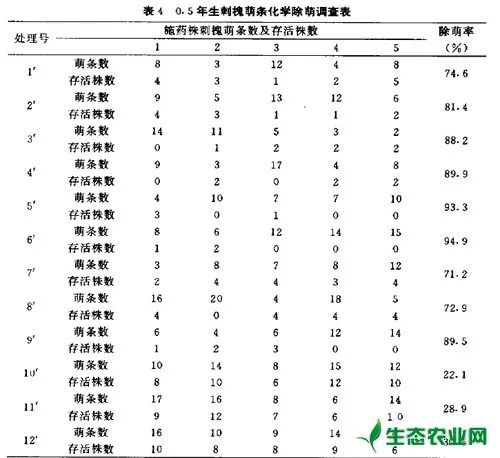 表 4 0.5年生刺槐萌条化学除萌调查表
处理号 施药株刺槐萌条数及存活株数 除萌率
1 2 3 4 5 (%)
1′ 萌条数 8 3 12 4 8 74.6
存活株数 4 3 1 2 5
2′ 萌条数 9 5 13 12 6 81.4
存活株数 4 3 1 1 2
3′ 萌条数 14 11 5 3 2 88.2
存活株数 0 1 2 2 2
4′ 萌条数 9 3 17 4 8 89.9
存活株数 0 2 0 2 2
5′ 萌条数 4 10 7 7 10 93.3
存活株数 3 0 1 0 0
6′ 萌条数 8 6 12 14 15 94.9
存活株数 1 2 0 0 0
7′ 萌条数 3 8 7 8 12 71.2
存活株数 2 4 4 3 4
8′ 萌条数 16 20 4 18 5 72.9
存活株数 4 0 4 4 4
9′ 萌条数 6 4 6 12 14 89.5
存活株数 1 2 3 0 0
10′ 萌条数 10 14 8 15 12 22.1
存活株数 8 10 6 12 10
11′ 萌条数 17 16 8 6 14 28.9
存活株数 9 12 7 6 10
12′ 萌条数 16 10 9 14
存活株数 10 8 8 9 6
生态农业网